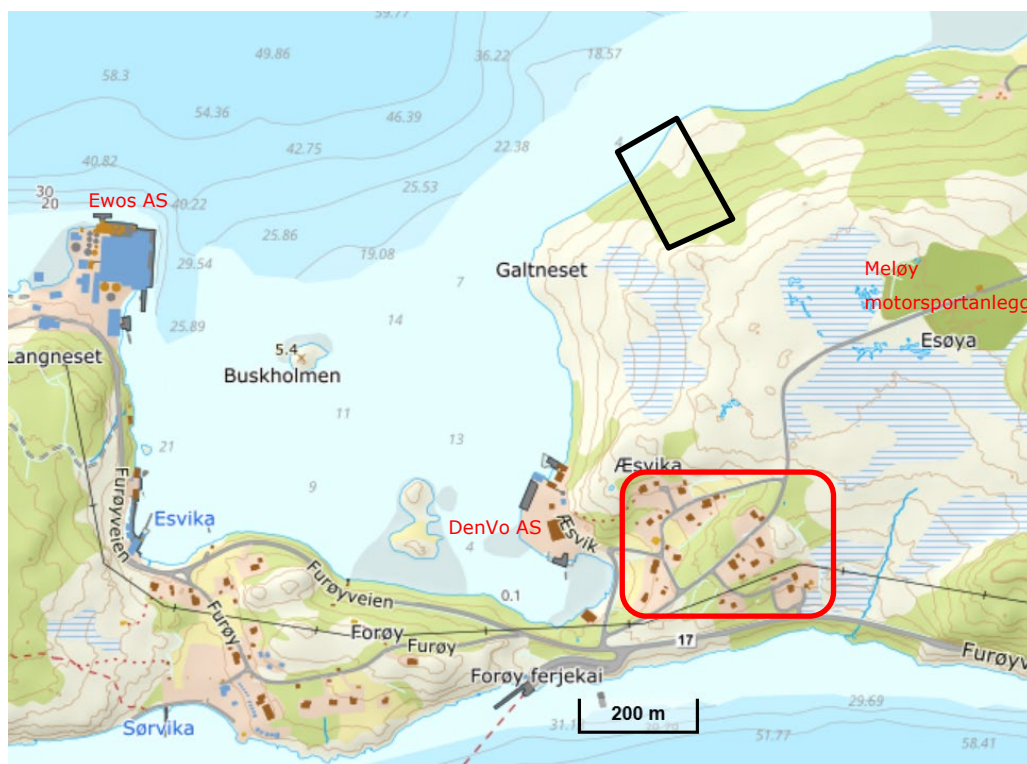 59.77
49.86
36.22
18.57
58.3
54.36
46.39
4
42.75
22.38
40.82
25.53
30
20
Ewos AS
40.22
25.86
19.08
29.54
Galtneset
7
Meløy
motorsportanlegg
14
25.89
Esøya
5.4
Langneset
Buskholmen
11
13
21
Æsvika
9
Furøyveien
Esvika
DenVo AS
Æsvik
4
0.1
Furøyveien
Forøy
Furøy
Furøy
17
Forøy ferjekai
Furøyv
200 m
29.69
Sørvika
31.1
51.77
58.41